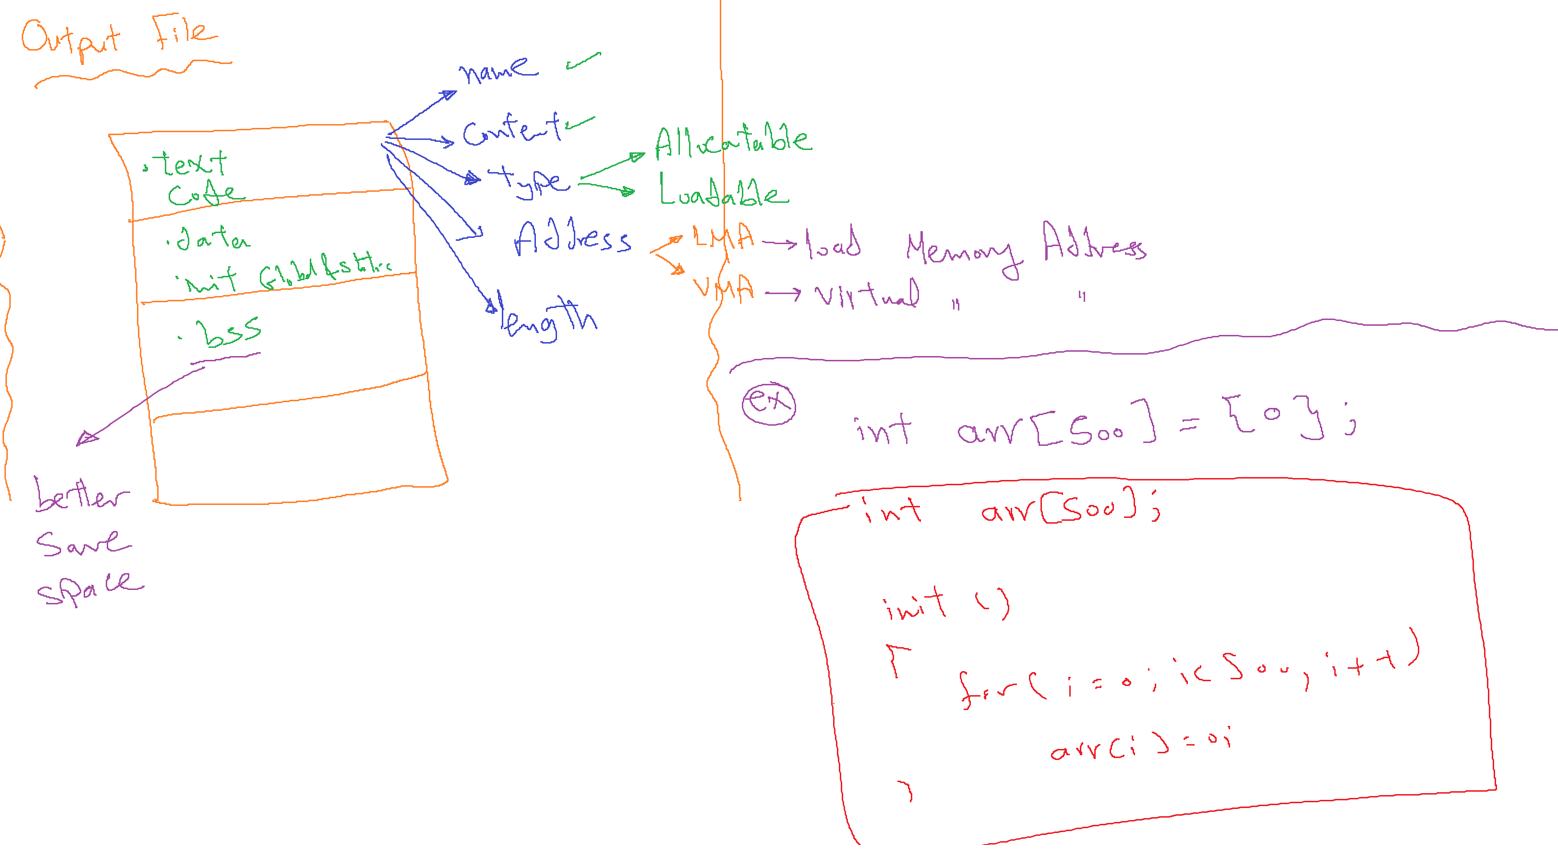 Output File
.text
Code
.data
init Global & static
.bss
better
save
space
name
Content
type
Allocatable
Loadable
Address
LMA → load Memory Address
VMA → Virtual " "
length
ex
int arr[500] = {0};
int arr[500];
init ()
{
for(i=0; i<500; i++)
arr(i)=0;
}